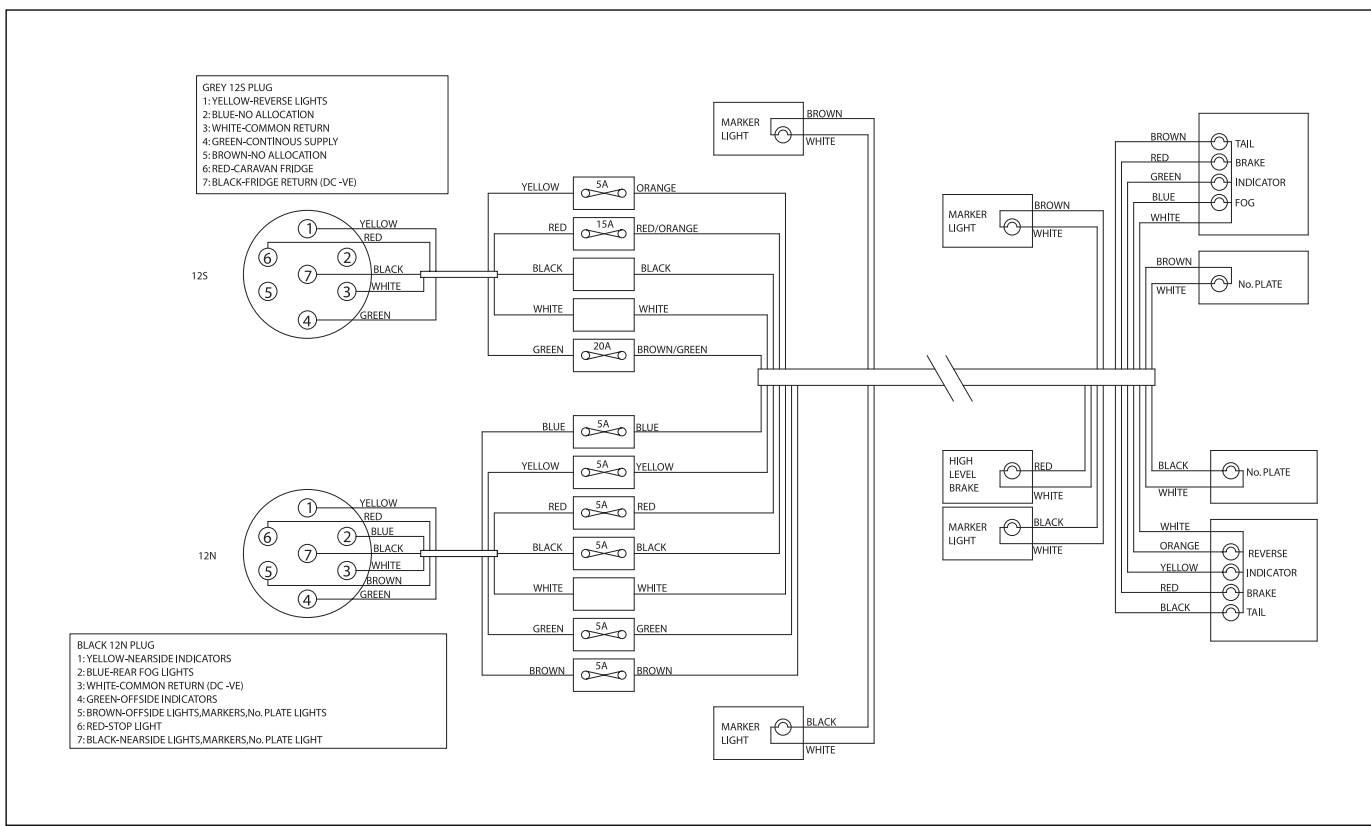 GREY 12S PLUG
1: YELLOW-REVERSE LIGHTS
2: BLUE-NO ALLOCATION
3: WHITE-COMMON RETURN
4: GREEN-CONTINOUS SUPPLY
5: BROWN-NO ALLOCATION
6: RED-CARAVAN FRIDGE
7: BLACK-FRIDGE RETURN (DC -VE)
12S
1
6
2
7
5
3
4
YELLOW
RED
BLACK
WHITE
GREEN
YELLOW 5A ORANGE
RED 15A RED/ORANGE
BLACK BLACK
WHITE WHITE
GREEN 20A BROWN/GREEN
BLUE 5A BLUE
YELLOW 5A YELLOW
RED 5A RED
BLACK 5A BLACK
WHITE WHITE
GREEN 5A GREEN
BROWN 5A BROWN
12N
1
6
2
7
5
3
4
YELLOW
RED
BLUE
BLACK
WHITE
BROWN
GREEN
BLACK 12N PLUG
1: YELLOW-NEARSIDE INDICATORS
2: BLUE-REAR FOG LIGHTS
3: WHITE-COMMON RETURN (DC -VE)
4: GREEN-OFFSIDE INDICATORS
5: BROWN-OFFSIDE LIGHTS,MARKERS,No. PLATE LIGHTS
6: RED-STOP LIGHT
7: BLACK-NEARSIDE LIGHTS,MARKERS,No. PLATE LIGHT
MARKER
LIGHT
BROWN
WHITE
MARKER
LIGHT
BLACK
WHITE
MARKER
LIGHT
BROWN
WHITE
HIGH
LEVEL
BRAKE
RED
WHITE
MARKER
LIGHT
BLACK
WHITE
BROWN TAIL
RED BRAKE
GREEN INDICATOR
BLUE FOG
WHITE
BROWN
WHITE
No. PLATE
BLACK
WHITE
No. PLATE
WHITE
ORANGE REVERSE
YELLOW INDICATOR
RED BRAKE
BLACK TAIL